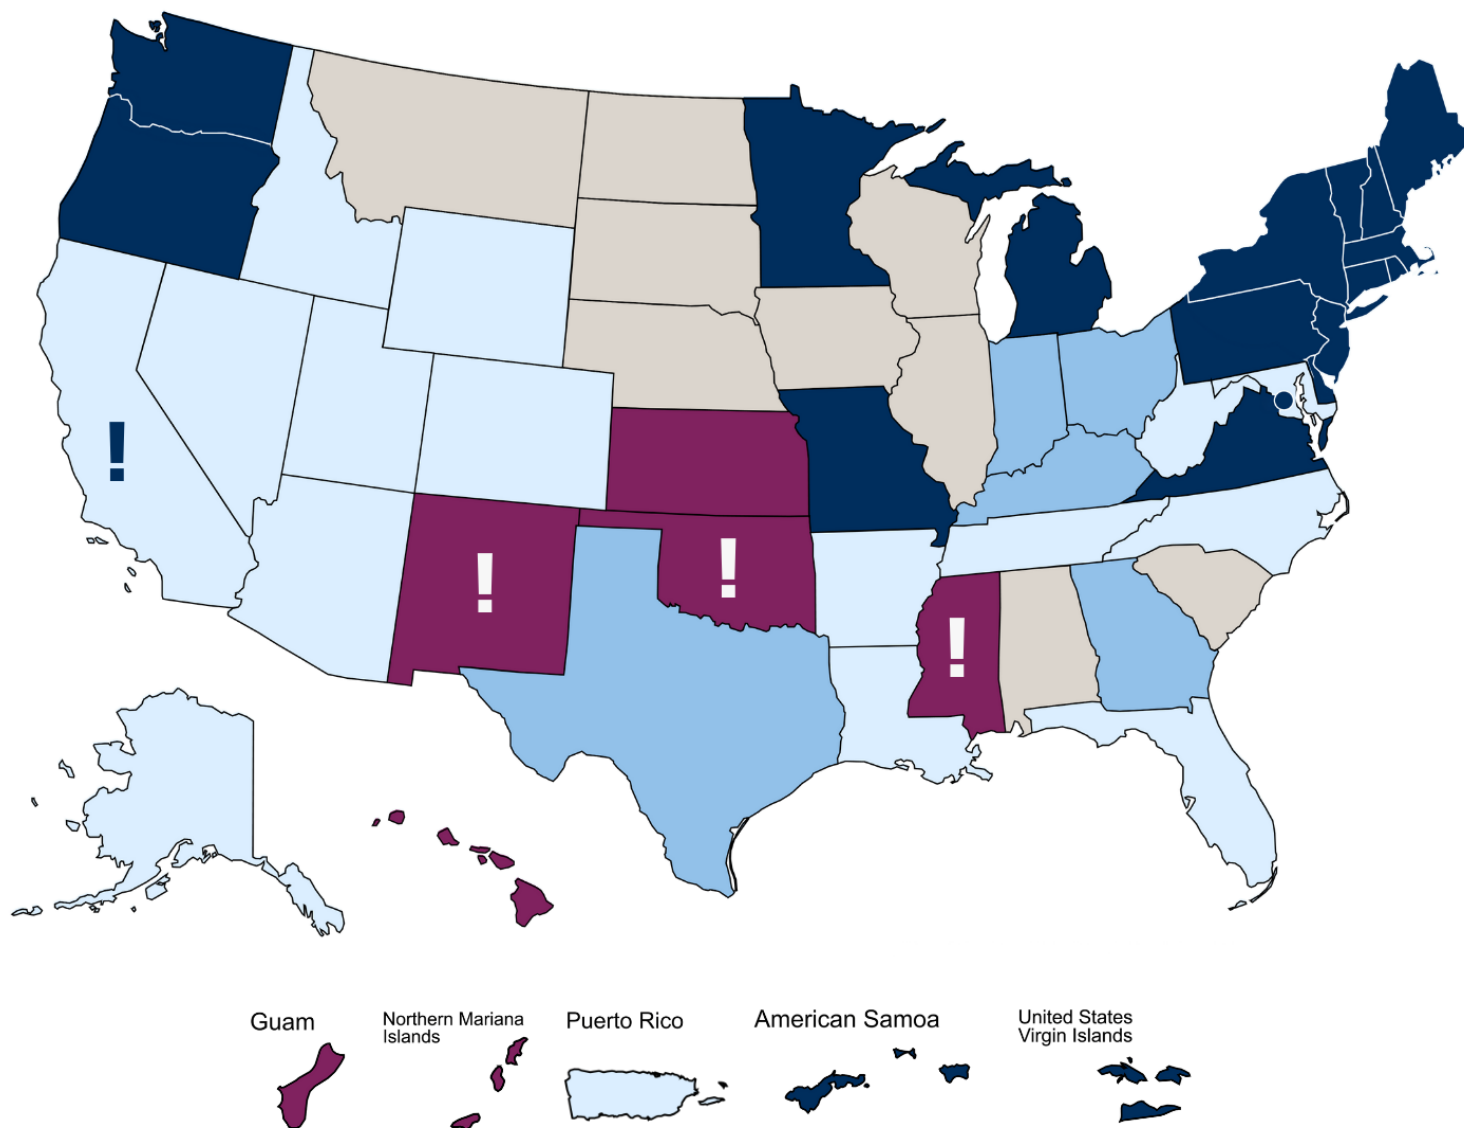 !
!
!
!
Guam
Northern Mariana
Islands
Puerto Rico
American Samoa
United States
Virgin Islands